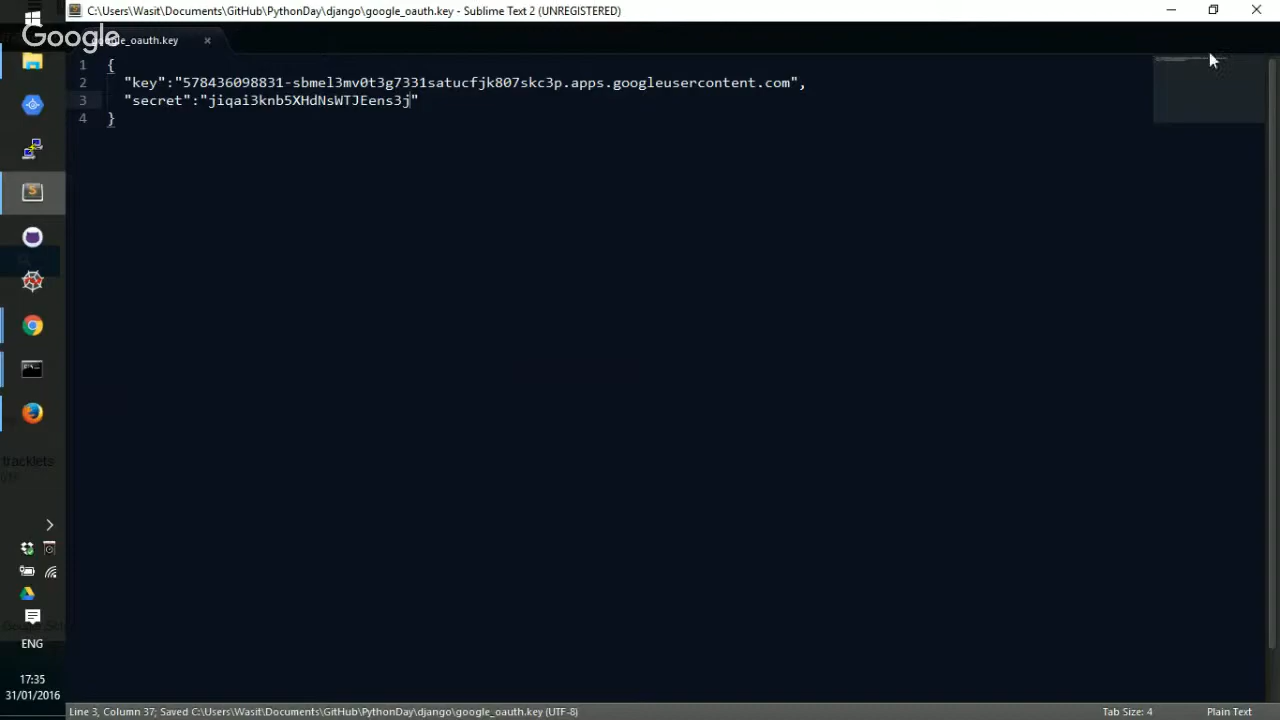 C:\Users\Wasit\Documents\GitHub\PythonDay\django\google_oauth.key - Sublime Text 2 (UNREGISTERED)
Google
_oauth.key
1 {
2 "key":"578436098831-sbmel3mv0t3g7331satucfjk807skc3p.apps.googleusercontent.com",
3 "secret":"jiqai3knb5XHdNsWTJEens3j"
4 }
tracklets
ENG
17:35
31/01/2016
Line 3, Column 37; Saved C:\Users\Wasit\Documents\GitHub\PythonDay\django\google_oauth.key (UTF-8)
Tab Size: 4
Plain Text